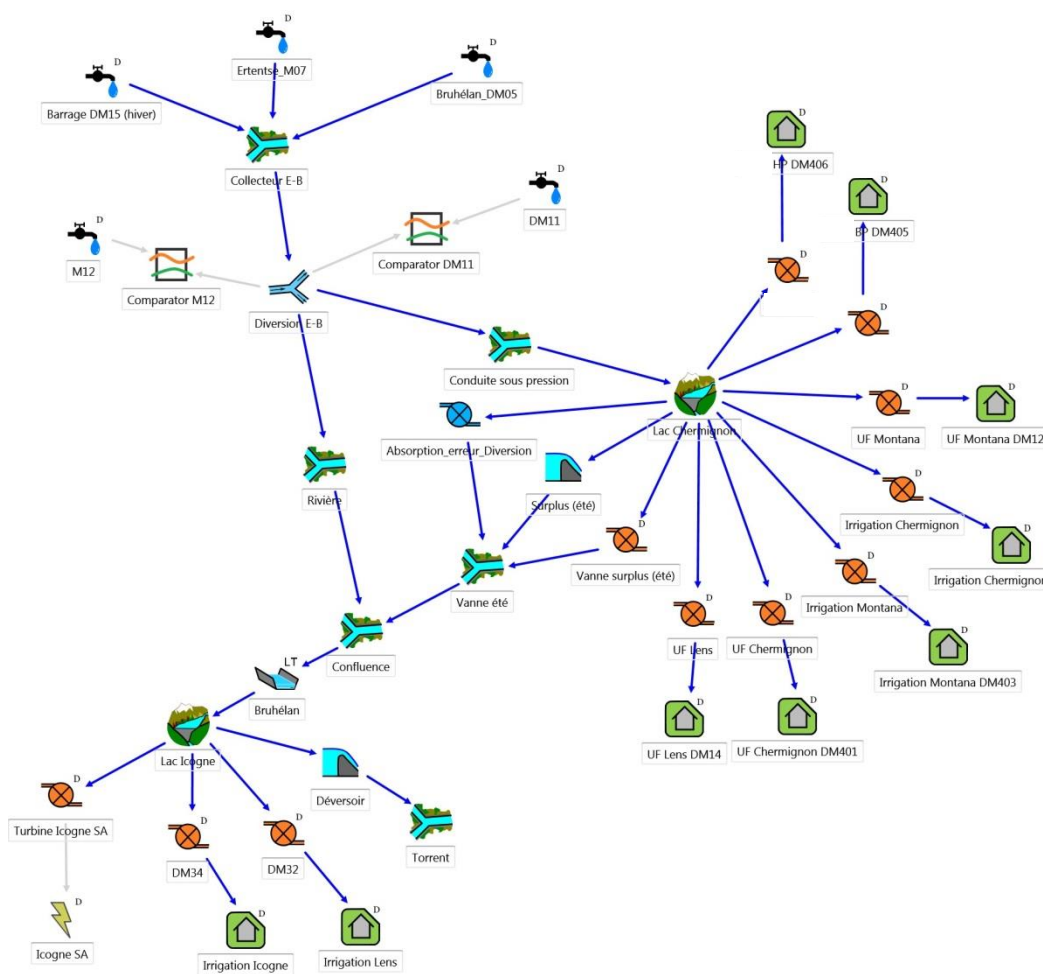 D
Ertentse_M07
D
Barrage DM15 (hiver)
D
Bruhélan_DM05
Collecteur E-B
D
HP DM406
D
BP DM405
D
DM11
Comparator DM11
D
M12
Comparator M12
Diversion E-B
D
D
Conduite sous pression
Lac Chermignon
D
UF Montana
D
UF Montana DM12
Absorption_erreur_Diversion
Surplus (été)
Rivière
D
Irrigation Chermignon
D
Irrigation Chermignon
D
Vanne surplus (été)
Vanne été
D
Irrigation Montana
D
Irrigation Montana DM403
D
UF Lens
D
UF Chermignon
Confluence
LT
Bruhélan
D
UF Lens DM14
D
UF Chermignon DM401
Lac Icogne
Déversoir
D
Turbine Icogne SA
D
DM34
D
DM32
Torrent
D
Icogne SA
D
Irrigation Icogne
D
Irrigation Lens